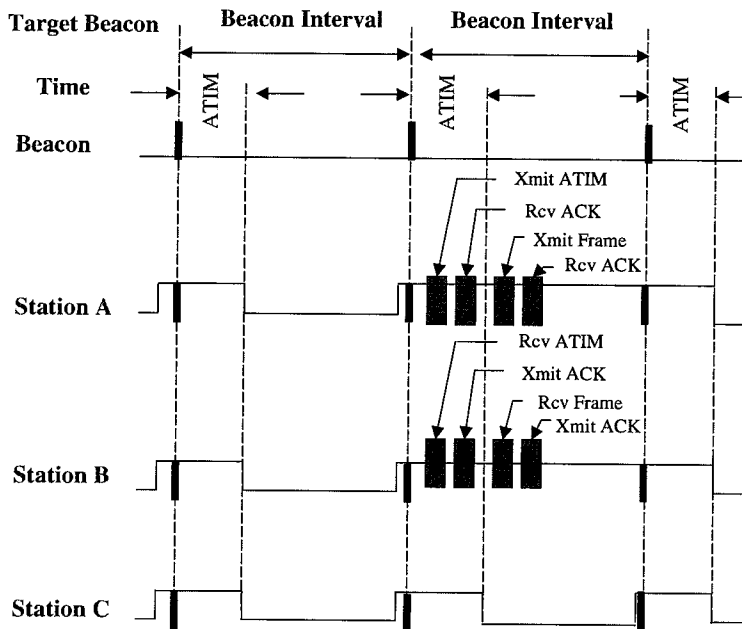 Target Beacon
Beacon Interval
Beacon Interval
Time
ATIM
ATIM
ATIM
Beacon
Xmit ATIM
Rcv ACK
Xmit Frame
Rcv ACK
Station A
Rcv ATIM
Xmit ACK
Rcv Frame
Xmit ACK
Station B
Station C